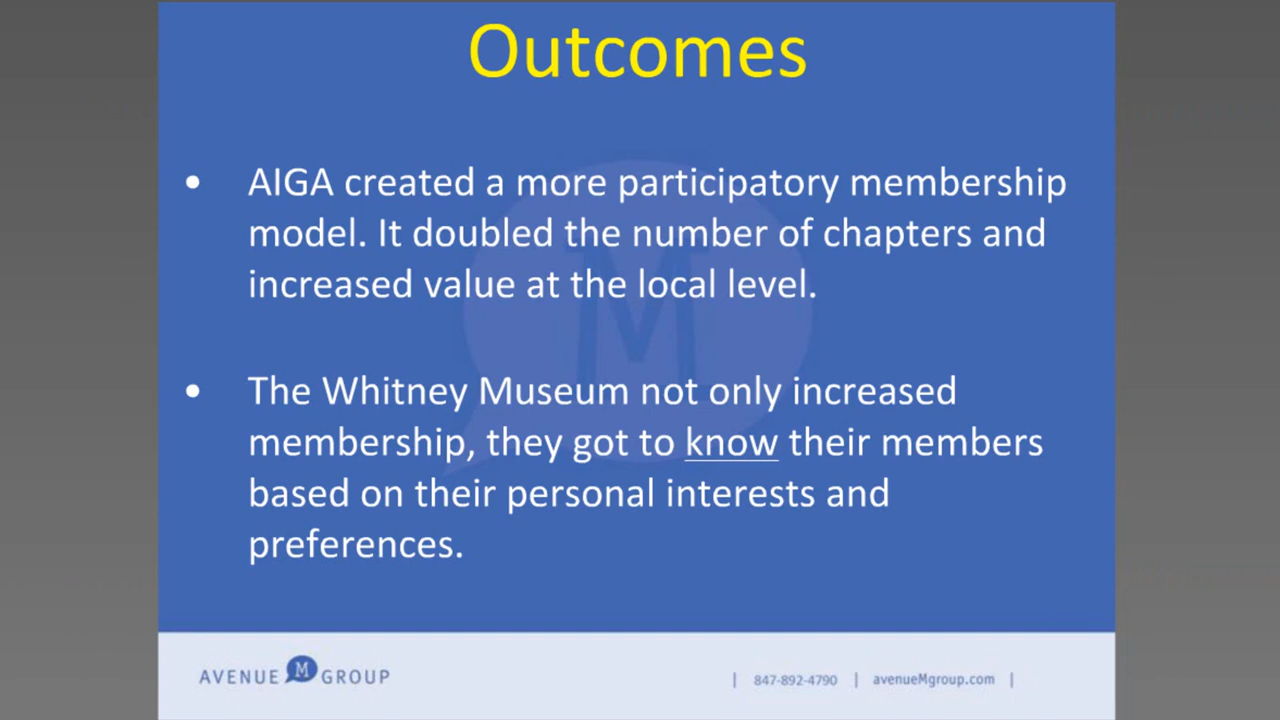 Outcomes
• AIGA created a more participatory membership
model. It doubled the number of chapters and
increased value at the local level.
• The Whitney Museum not only increased
membership, they got to know their members
based on their personal interests and
preferences.
AVENUE M GROUP
| 847-892-4790 | avenueMgroup.com |